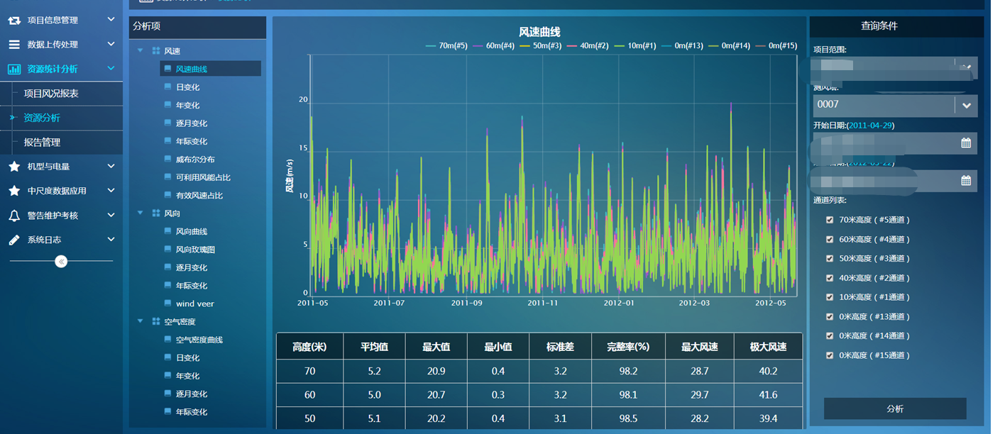 项目信息管理
数据上传处理
资源统计分析
项目风况报表
资源分析
报告管理
机型与电量
中尺度数据应用
警告维护考核
系统日志
分析项
风速
风速曲线
日变化
年变化
逐月变化
年际变化
威布尔分布
可利用风能占比
有效风速占比
风向
风向曲线
风向玫瑰图
逐月变化
年际变化
wind veer
空气密度
空气密度曲线
日变化
年变化
逐月变化
年际变化
风速曲线
70m(#5) 60m(#4) 50m(#3) 40m(#2) 10m(#1) 0m(#13) 0m(#14) 0m(#15)
风速(m/s)
20
15
10
5
0
2011-05 2011-07 2011-09 2011-11 2012-01 2012-03 2012-05
高度(米) 平均值 最大值 最小值 标准差 完整率(%) 最大风速 极大风速
70 5.2 20.9 0.4 3.2 98.2 28.7 40.2
60 5.0 20.7 0.3 3.2 98.1 29.7 41.6
50 5.1 20.2 0.4 3.1 98.5 28.2 39.4
查询条件
项目范围:
测风塔:
0007
开始日期:(2011-04-29)
日期:(2012-05-22)
通道列表:
70米高度 ( #5通道 )
60米高度 ( #4通道 )
50米高度 ( #3通道 )
40米高度 ( #2通道 )
10米高度 ( #1通道 )
0米高度 ( #13通道 )
0米高度 ( #14通道 )
0米高度 ( #15通道 )
分析